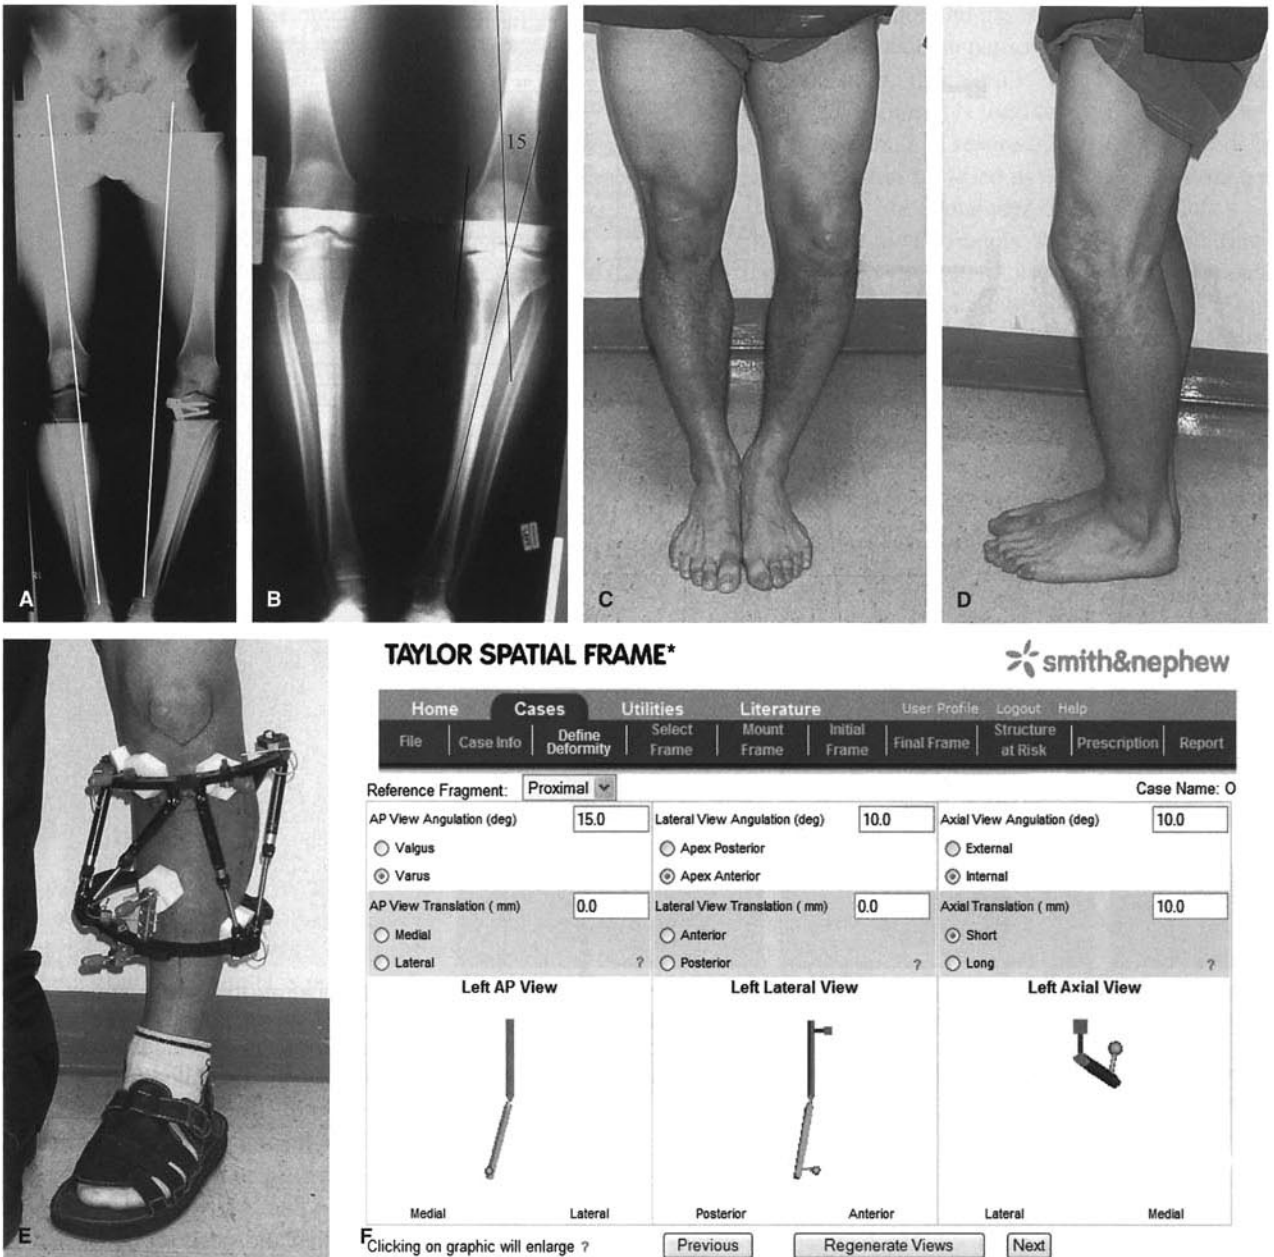 15
A
B
C
D
E
TAYLOR SPATIAL FRAME*
smith&nephew
Home Cases Utilities Literature User Profile Logout Help
File Case Info Define Deformity Select Frame Mount Frame Initial Frame Final Frame Structure at Risk Prescription Report
Reference Fragment: Proximal Case Name: O
AP View Angulation (deg) 15.0 Lateral View Angulation (deg) 10.0 Axial View Angulation (deg) 10.0
Valgus Apex Posterior External
Varus Apex Anterior Internal
AP View Translation ( mm) 0.0 Lateral View Translation ( mm) 0.0 Axial Translation ( mm) 10.0
Medial Anterior Short
Lateral ? Posterior ? Long ?
Left AP View Left Lateral View Left Axial View
Medial Lateral Posterior Anterior Lateral Medial
F
Clicking on graphic will enlarge ? Previous Regenerate Views Next